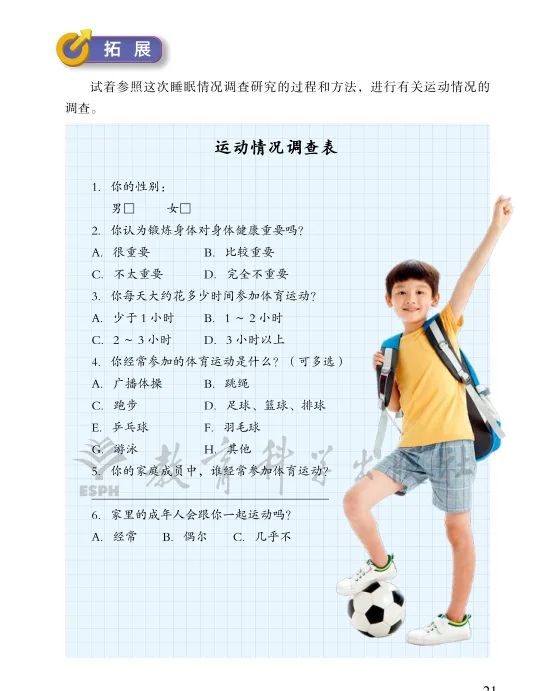 拓展
试着参照这次睡眠情况调查研究的过程和方法，进行有关运动情况的
调查。
运动情况调查表
1. 你的性别：
男□ 女□
2. 你认为锻炼身体对身体健康重要吗？
A. 很重要 B. 比较重要
C. 不太重要 D. 完全不重要
3. 你每天大约花多少时间参加体育运动？
A. 少于1小时 B. 1～2小时
C. 2～3小时 D. 3小时以上
4. 你经常参加的体育运动是什么？（可多选）
A. 广播体操 B. 跳绳
C. 跑步 D. 足球、篮球、排球
E. 乒乓球 F. 羽毛球
G. 游泳 H. 其他
5. 你的家庭成员中，谁经常参加体育运动？
ESPH 教育科学出版社
6. 家里的成年人会跟你一起运动吗？
A. 经常 B. 偶尔 C. 几乎不
21